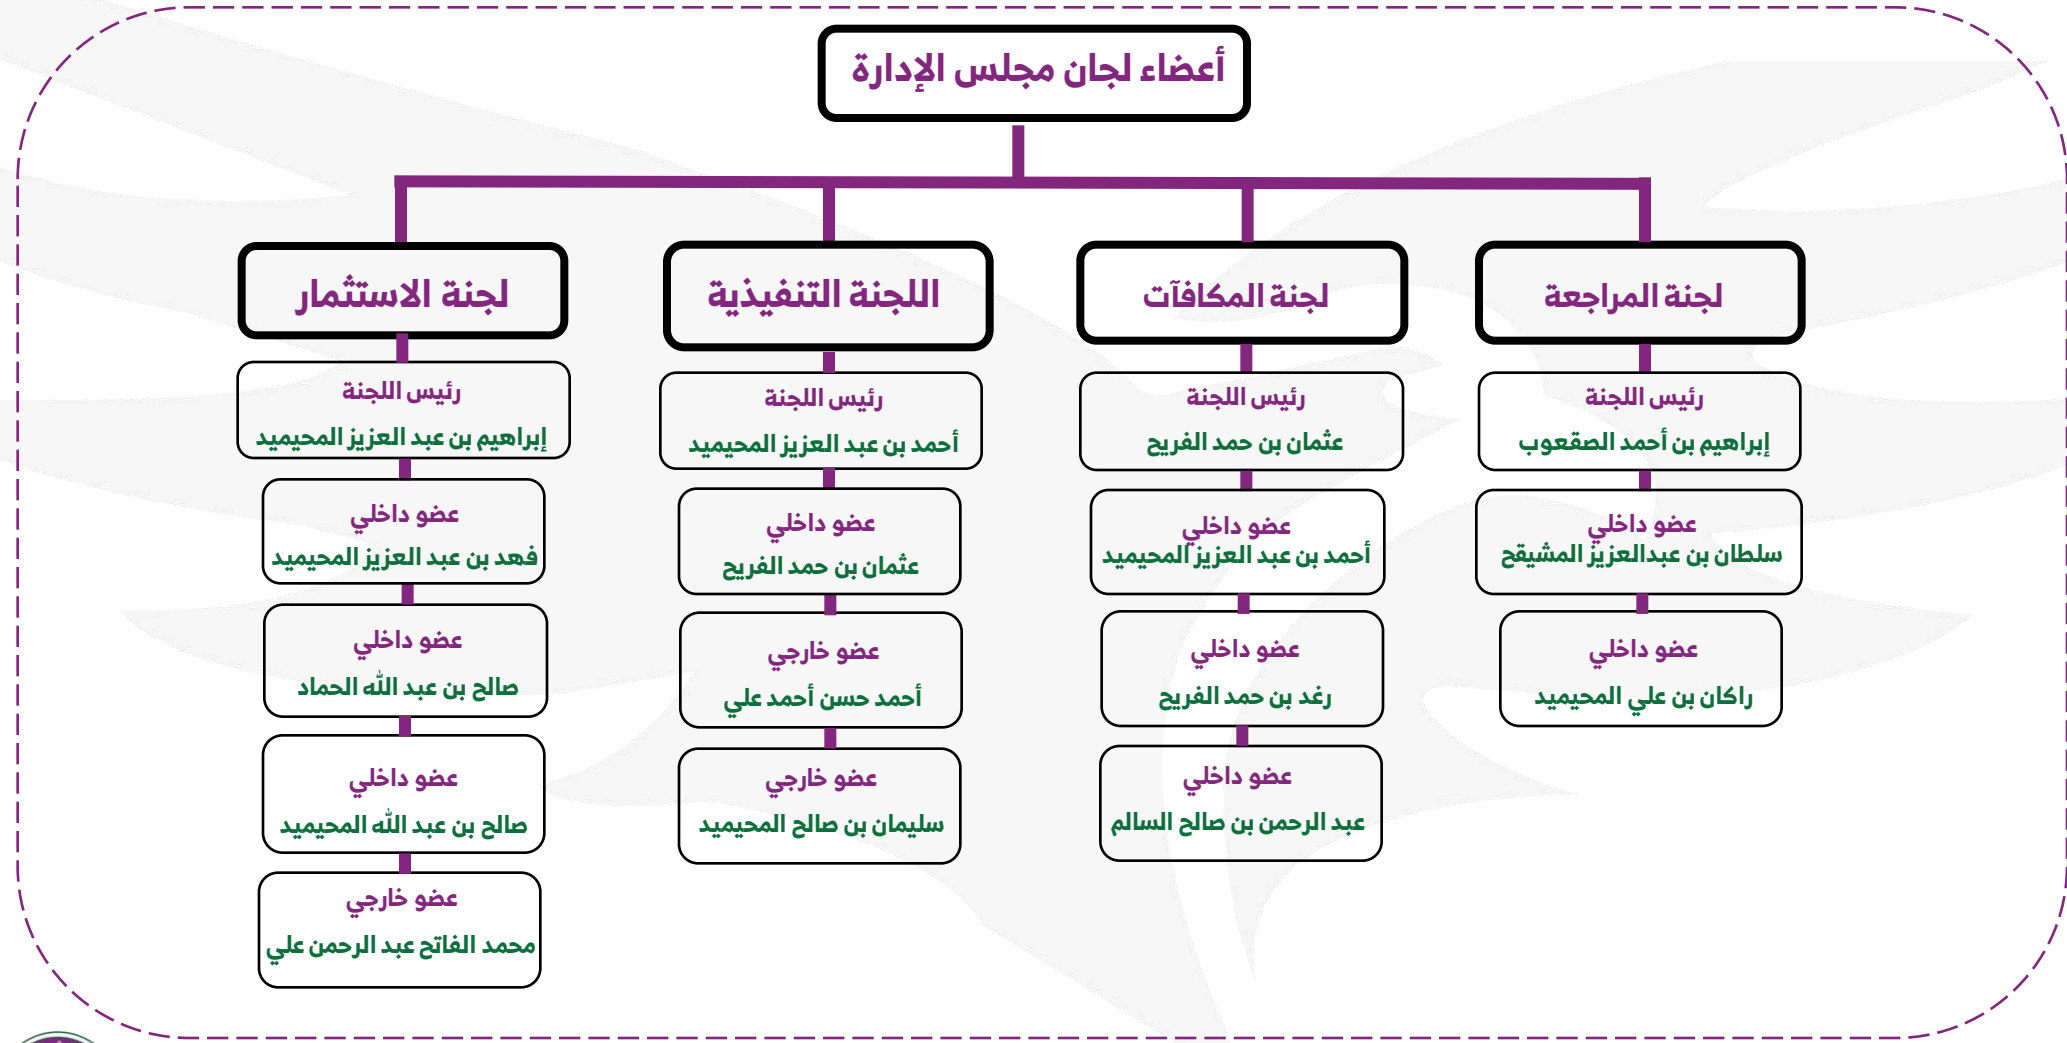 أعضاء لجان مجلس الإدارة
لجنة المراجعة
رئيس اللجنة
إبراهيم بن أحمد الصقعوب
عضو داخلي
سلطان بن عبدالعزيز المشيقح
عضو داخلي
راكان بن علي المحيميد
لجنة المكافآت
رئيس اللجنة
عثمان بن حمد الفريح
عضو داخلي
أحمد بن عبد العزيز المحيميد
عضو داخلي
رغد بن حمد الفريح
عضو داخلي
عبد الرحمن بن صالح السالم
اللجنة التنفيذية
رئيس اللجنة
أحمد بن عبد العزيز المحيميد
عضو داخلي
عثمان بن حمد الفريح
عضو خارجي
أحمد حسن أحمد علي
عضو خارجي
سليمان بن صالح المحيميد
لجنة الاستثمار
رئيس اللجنة
إبراهيم بن عبد العزيز المحيميد
عضو داخلي
فهد بن عبد العزيز المحيميد
عضو داخلي
صالح بن عبد الله الحماد
عضو داخلي
صالح بن عبد الله المحيميد
عضو خارجي
محمد الفاتح عبد الرحمن علي